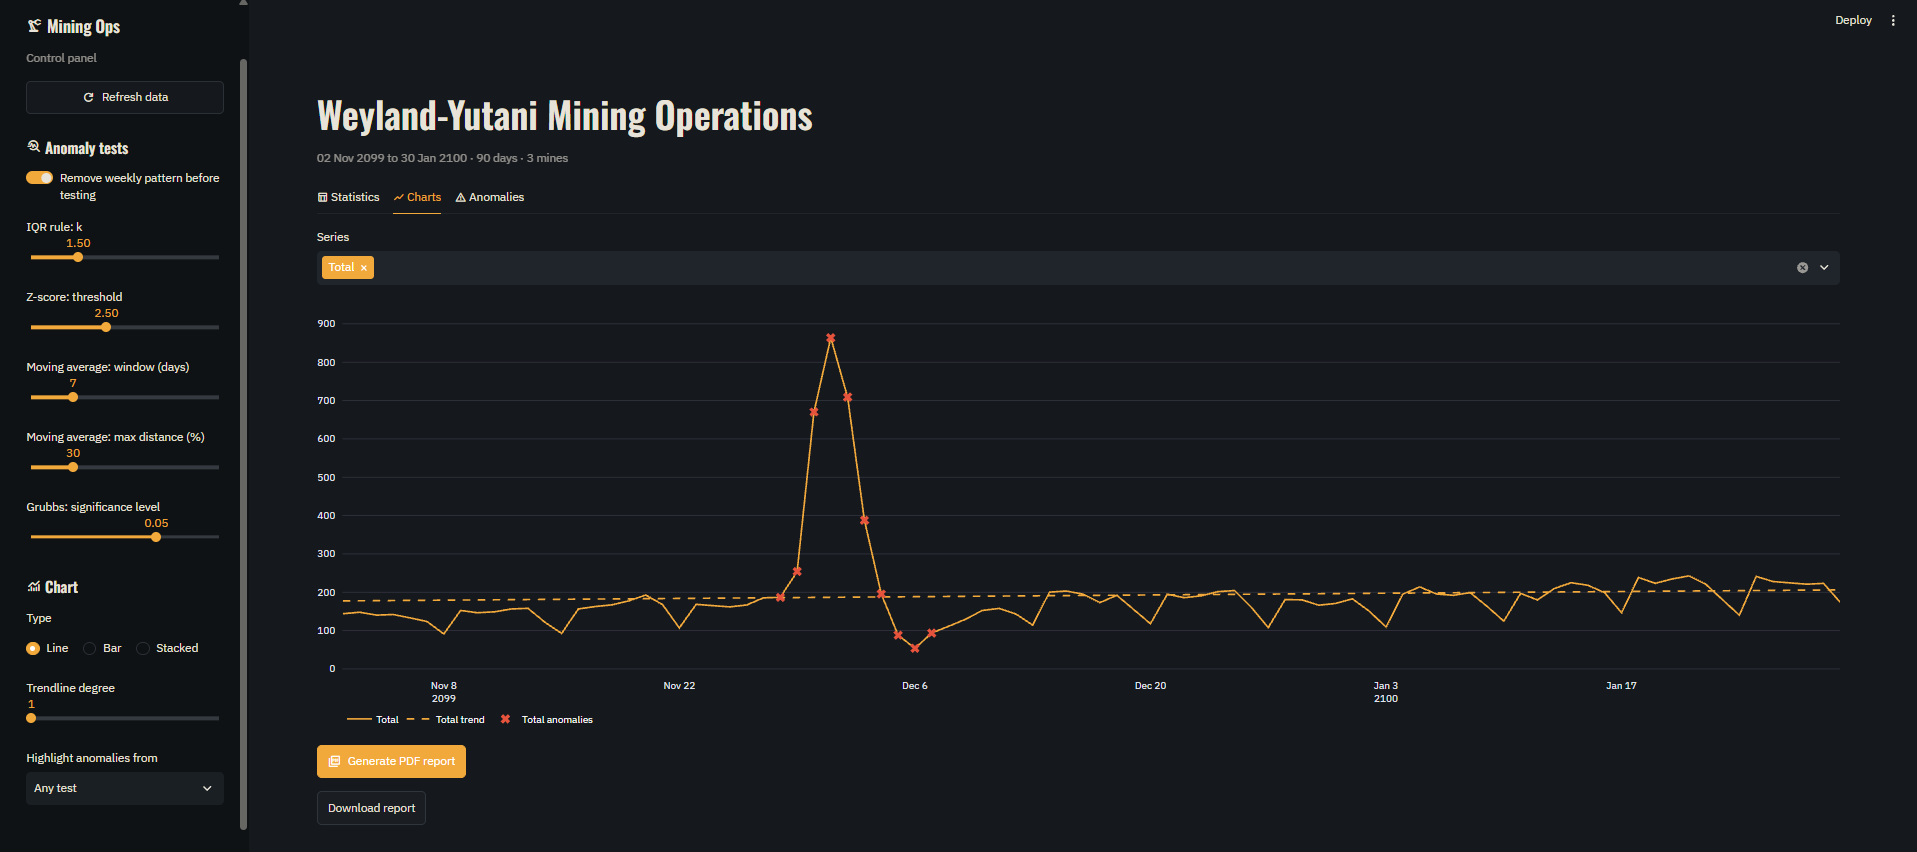 Mining Ops
Control panel
Refresh data
Anomaly tests
Remove weekly pattern before
testing
IQR rule: k
1.50
Z-score: threshold
2.50
Moving average: window (days)
7
Moving average: max distance (%)
30
Grubbs: significance level
0.05
Chart
Type
Line Bar Stacked
Trendline degree
1
Highlight anomalies from
Any test
Deploy
Weyland-Yutani Mining Operations
02 Nov 2099 to 30 Jan 2100 · 90 days · 3 mines
Statistics Charts Anomalies
Series
Total ×
900
800
700
600
500
400
300
200
100
0
Nov 8 Nov 22 Dec 6 Dec 20 Jan 3 Jan 17
2099 2100
Total Total trend Total anomalies
Generate PDF report
Download report